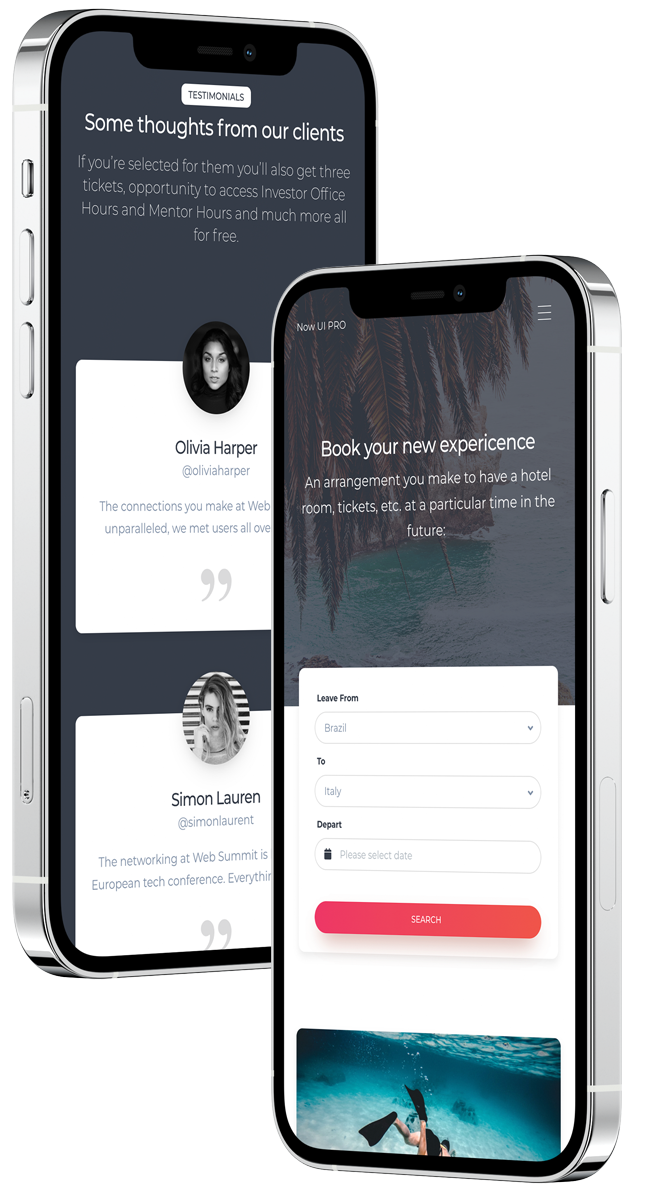 TESTIMONIALS
Some thoughts from our clients
If you're selected for them you'll also get three
tickets, opportunity to access Investor Office
Hours and Mentor Hours and much more all
for free.
Olivia Harper
@oliviaharper
The connections you make at Web
unparalleled, we met users all ove
”
Simon Lauren
@simonlaurent
The networking at Web Summit is
European tech conference. Everythin
”
Now UI PRO
Book your new expericence
An arrangement you make to have a hotel
room, tickets, etc. at a particular time in the
future:
Leave From
Brazil
To
Italy
Depart
Please select date
SEARCH